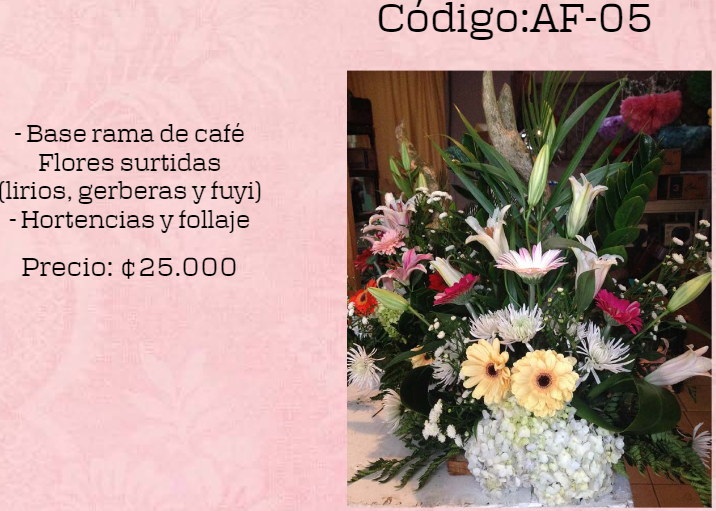 Código:AF-05
- Base rama de café
Flores surtidas
(lirios, gerberas y fuyi)
- Hortencias y follaje
Precio: ¢25.000